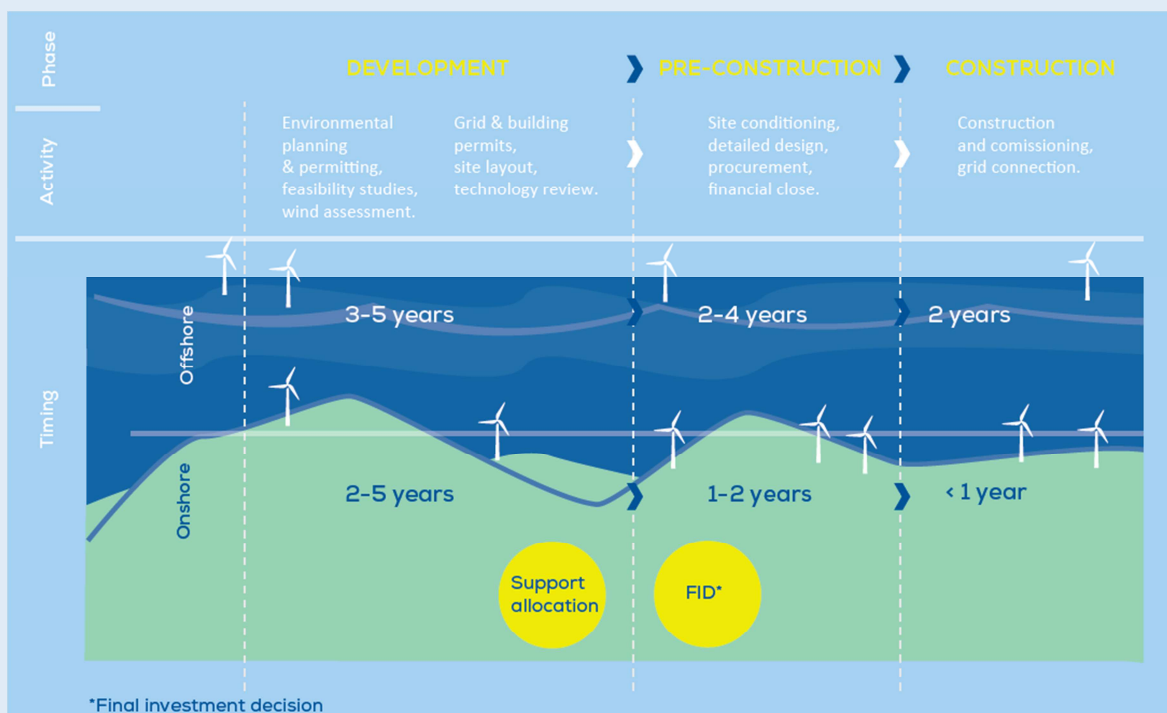 Phase
DEVELOPMENT
PRE-CONSTRUCTION
CONSTRUCTION
Activity
Environmental
planning
& permitting,
feasibility studies,
wind assessment.
Grid & building
permits,
site layout,
technology review.
Site conditioning,
detailed design,
procurement,
financial close.
Construction
and comissioning,
grid connection.
Timing
Offshore
3-5 years
2-4 years
2 years
Onshore
2-5 years
1-2 years
< 1 year
Support
allocation
FID*
*Final investment decision